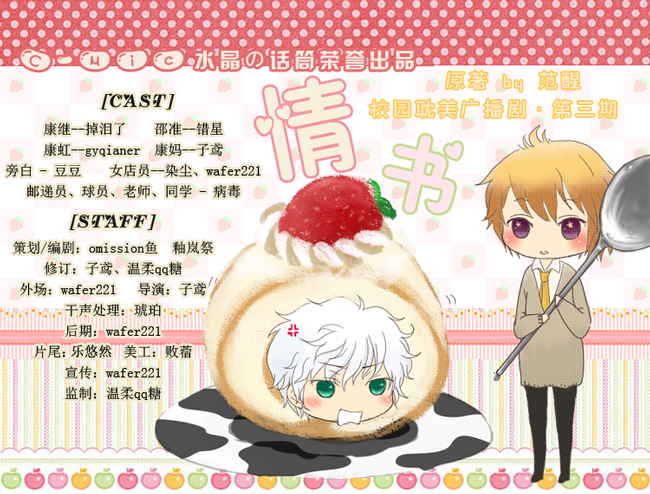 C-MIC 水晶の话筒荣誉出品
原著 by 范醒
校园耽美广播剧·第三期
情书
[CAST]
康继--掉泪了 邵准--错星
康虹--gyqianer 康妈--子鸢
旁白 - 豆豆 女店员--染尘、wafer221
邮递员、球员、老师、同学 - 病毒
[STAFF]
策划/编剧：omission鱼 釉岚祭
修订：子鸢、温柔qq糖
外场：wafer221 导演：子鸢
干声处理：琥珀
后期：wafer221
片尾：乐悠然 美工：败蕾
宣传：wafer221
监制：温柔qq糖